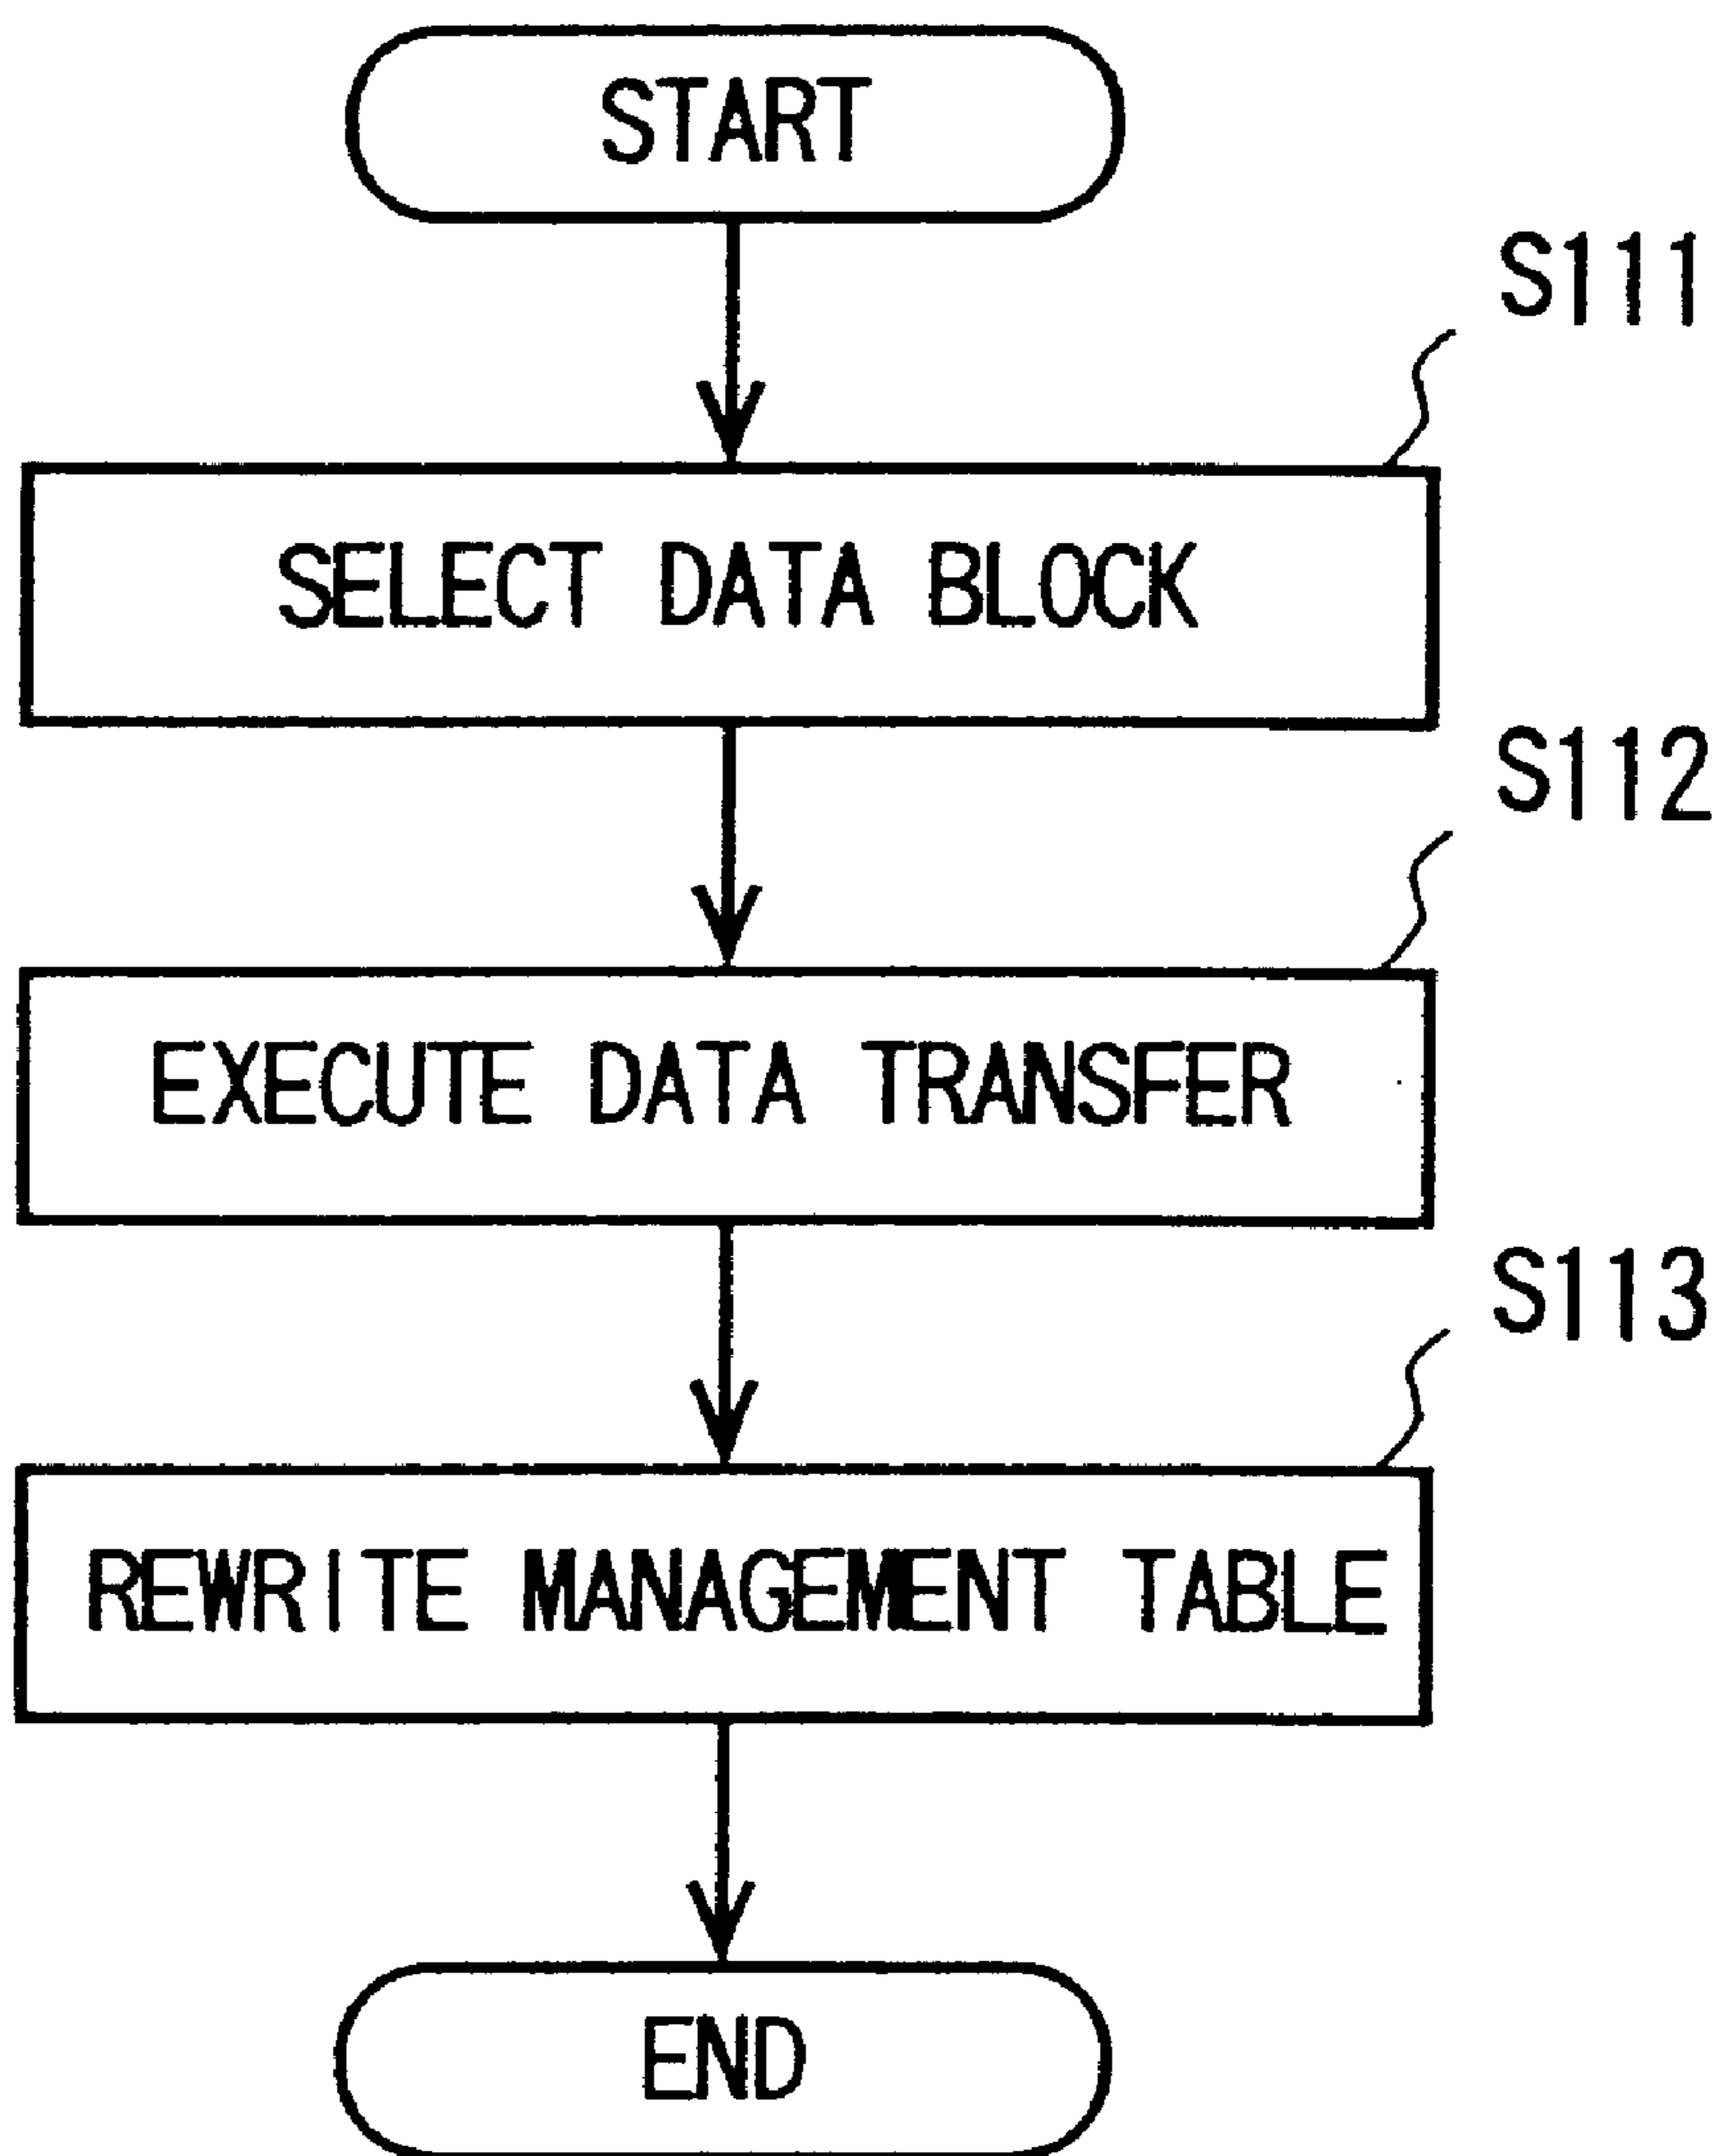 START
S111
SELECT DATA BLOCK
S112
EXECUTE DATA TRANSFER
S113
REWRITE MANAGEMENT TABLE
END